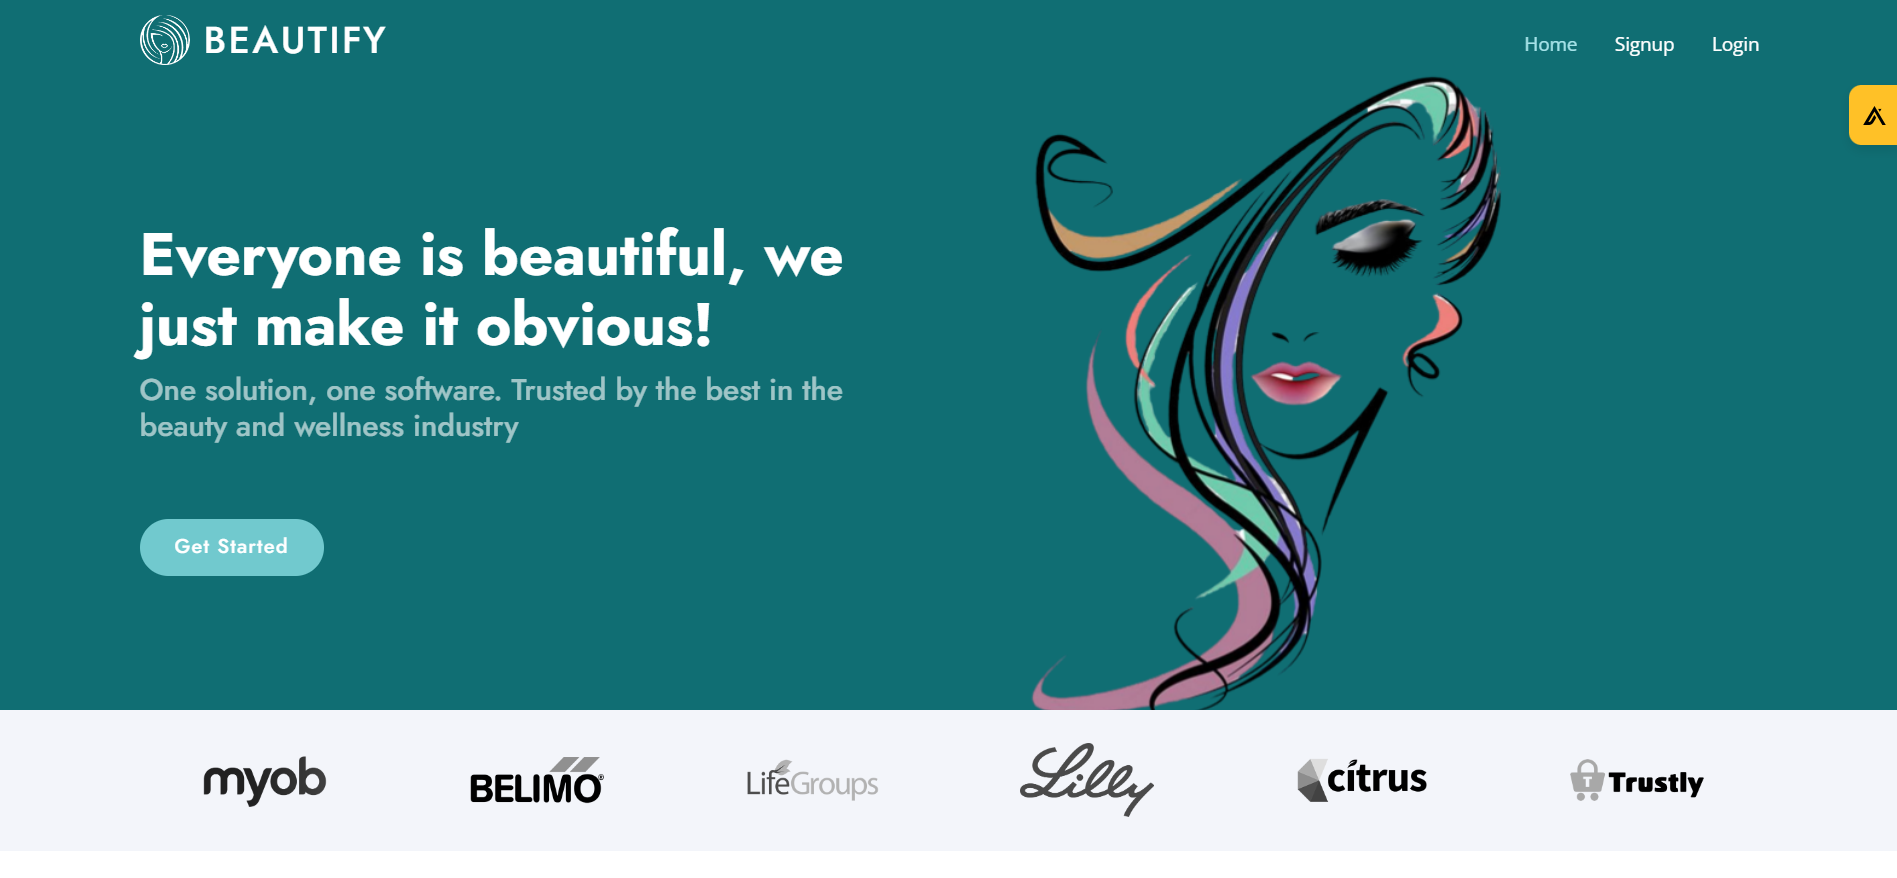 BEAUTIFY
Home Signup Login
Everyone is beautiful, we
just make it obvious!
One solution, one software. Trusted by the best in the
beauty and wellness industry
Get Started
myob BELIMO® LifeGroups Lilly citrus T Trustly